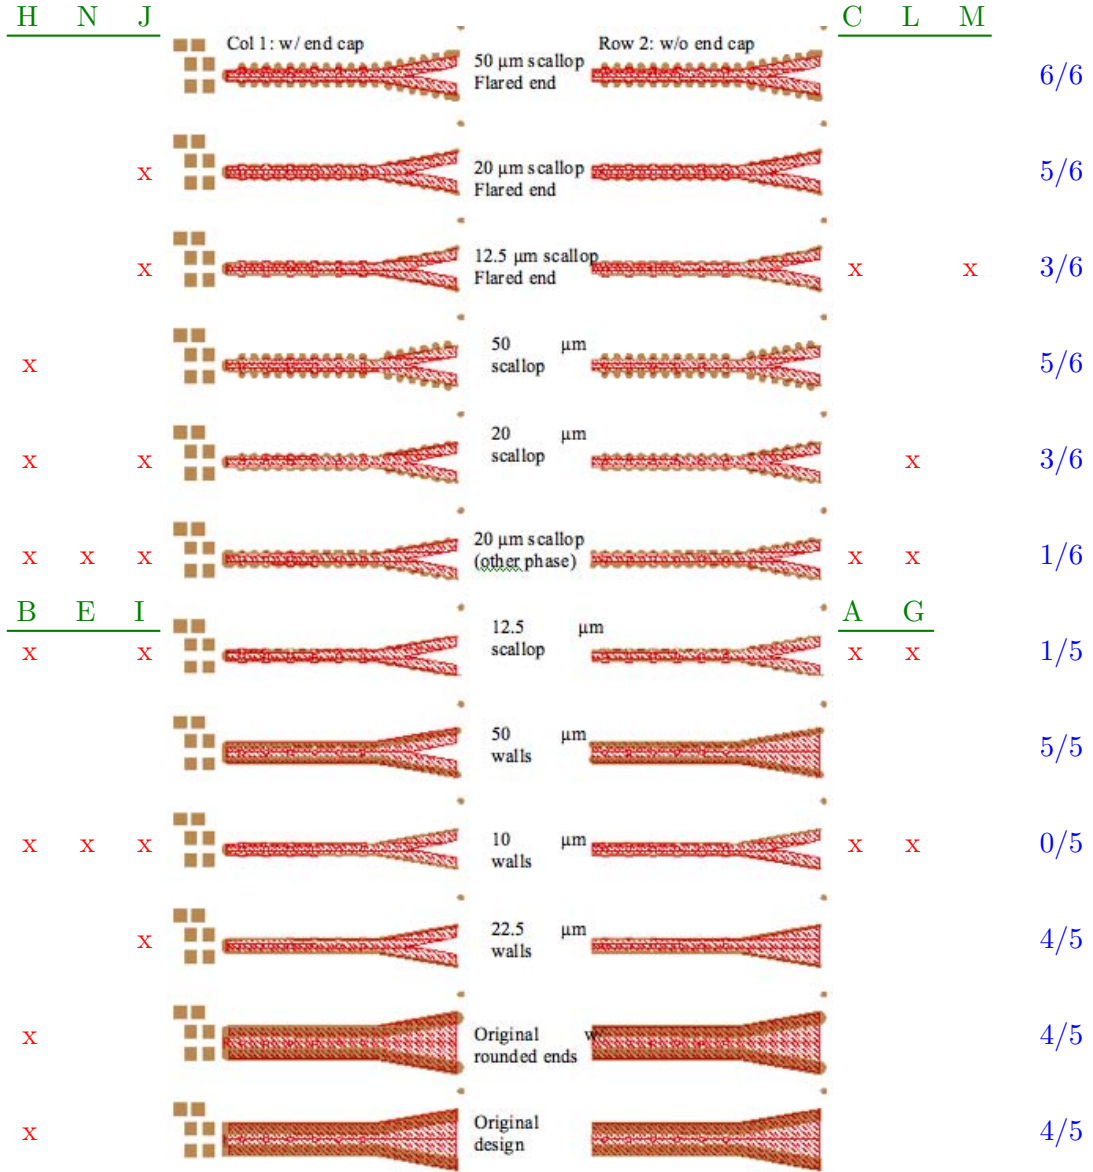 H N J C L M
Col 1: w/ end cap Row 2: w/o end cap
50 µm scallop
Flared end
6/6
x 20 µm scallop
Flared end
5/6
x 12.5 µm scallop
Flared end
x x 3/6
x 50 µm
scallop
5/6
x x 20 µm
scallop
x 3/6
x x x 20 µm scallop
(other phase)
x x 1/6
B E I A G
x x 12.5 µm
scallop
x x 1/5
50 µm
walls
5/5
x x x 10 µm
walls
x x 0/5
x 22.5 µm
walls
4/5
x Original w/
rounded ends
4/5
x Original
design
4/5